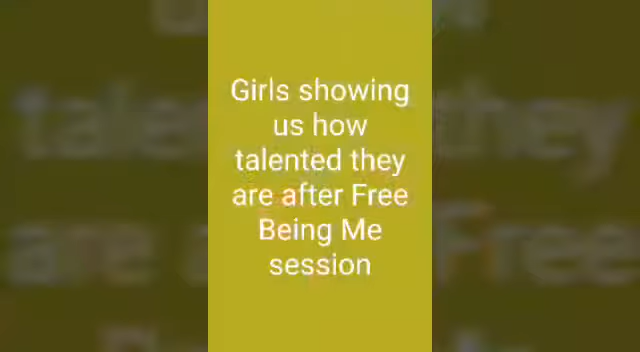 Girls showing
us how
talented they
are after Free
Being Me
session